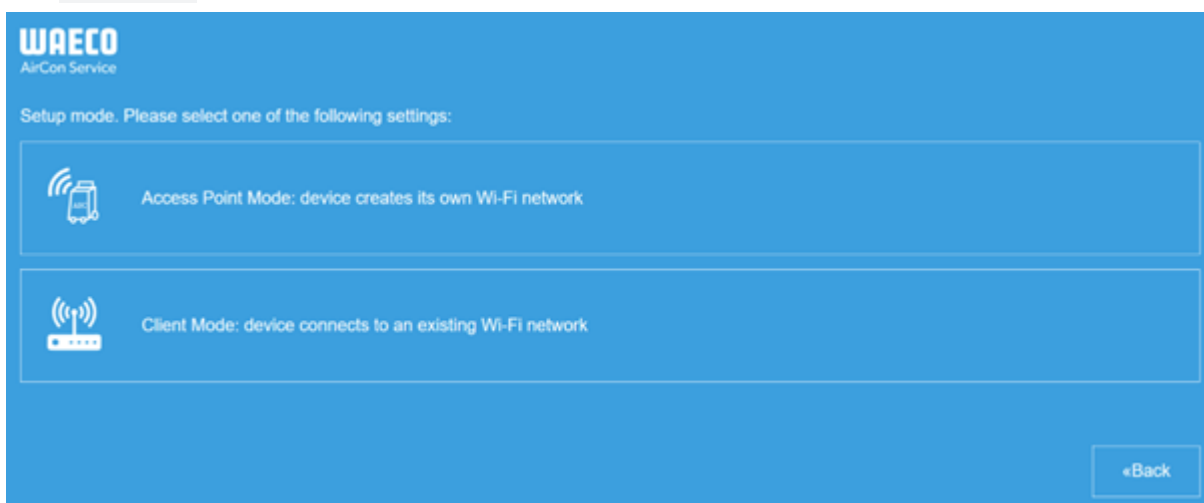 WAECO
AirCon Service
Setup mode. Please select one of the following settings:
Access Point Mode: device creates its own Wi-Fi network
Client Mode: device connects to an existing Wi-Fi network
«Back